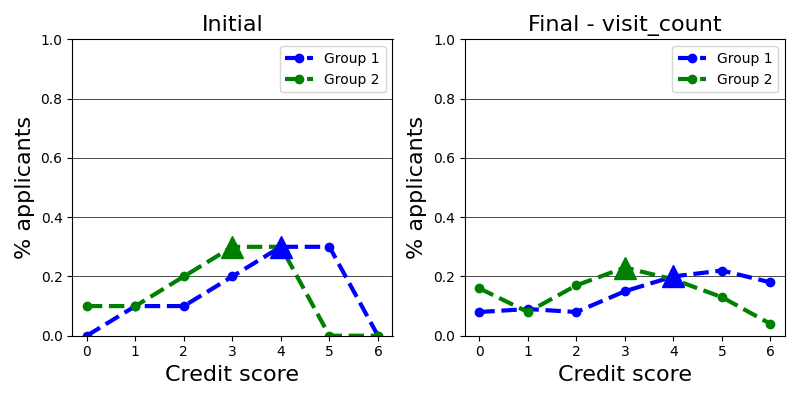 Initial
1.0
0.8
0.6
0.4
0.2
0.0
% applicants
Group 1
Group 2
0 1 2 3 4 5 6
Credit score
Final - visit_count
1.0
0.8
0.6
0.4
0.2
0.0
% applicants
Group 1
Group 2
0 1 2 3 4 5 6
Credit score